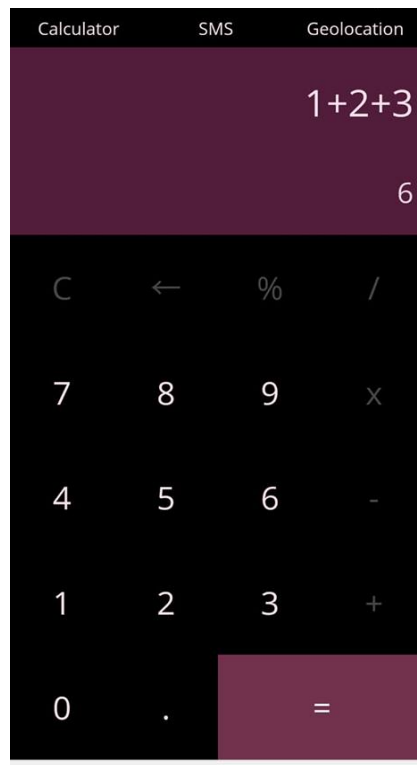 Calculator SMS Geolocation
1+2+3
6
C ← % /
7 8 9 x
4 5 6 -
1 2 3 +
0 . =